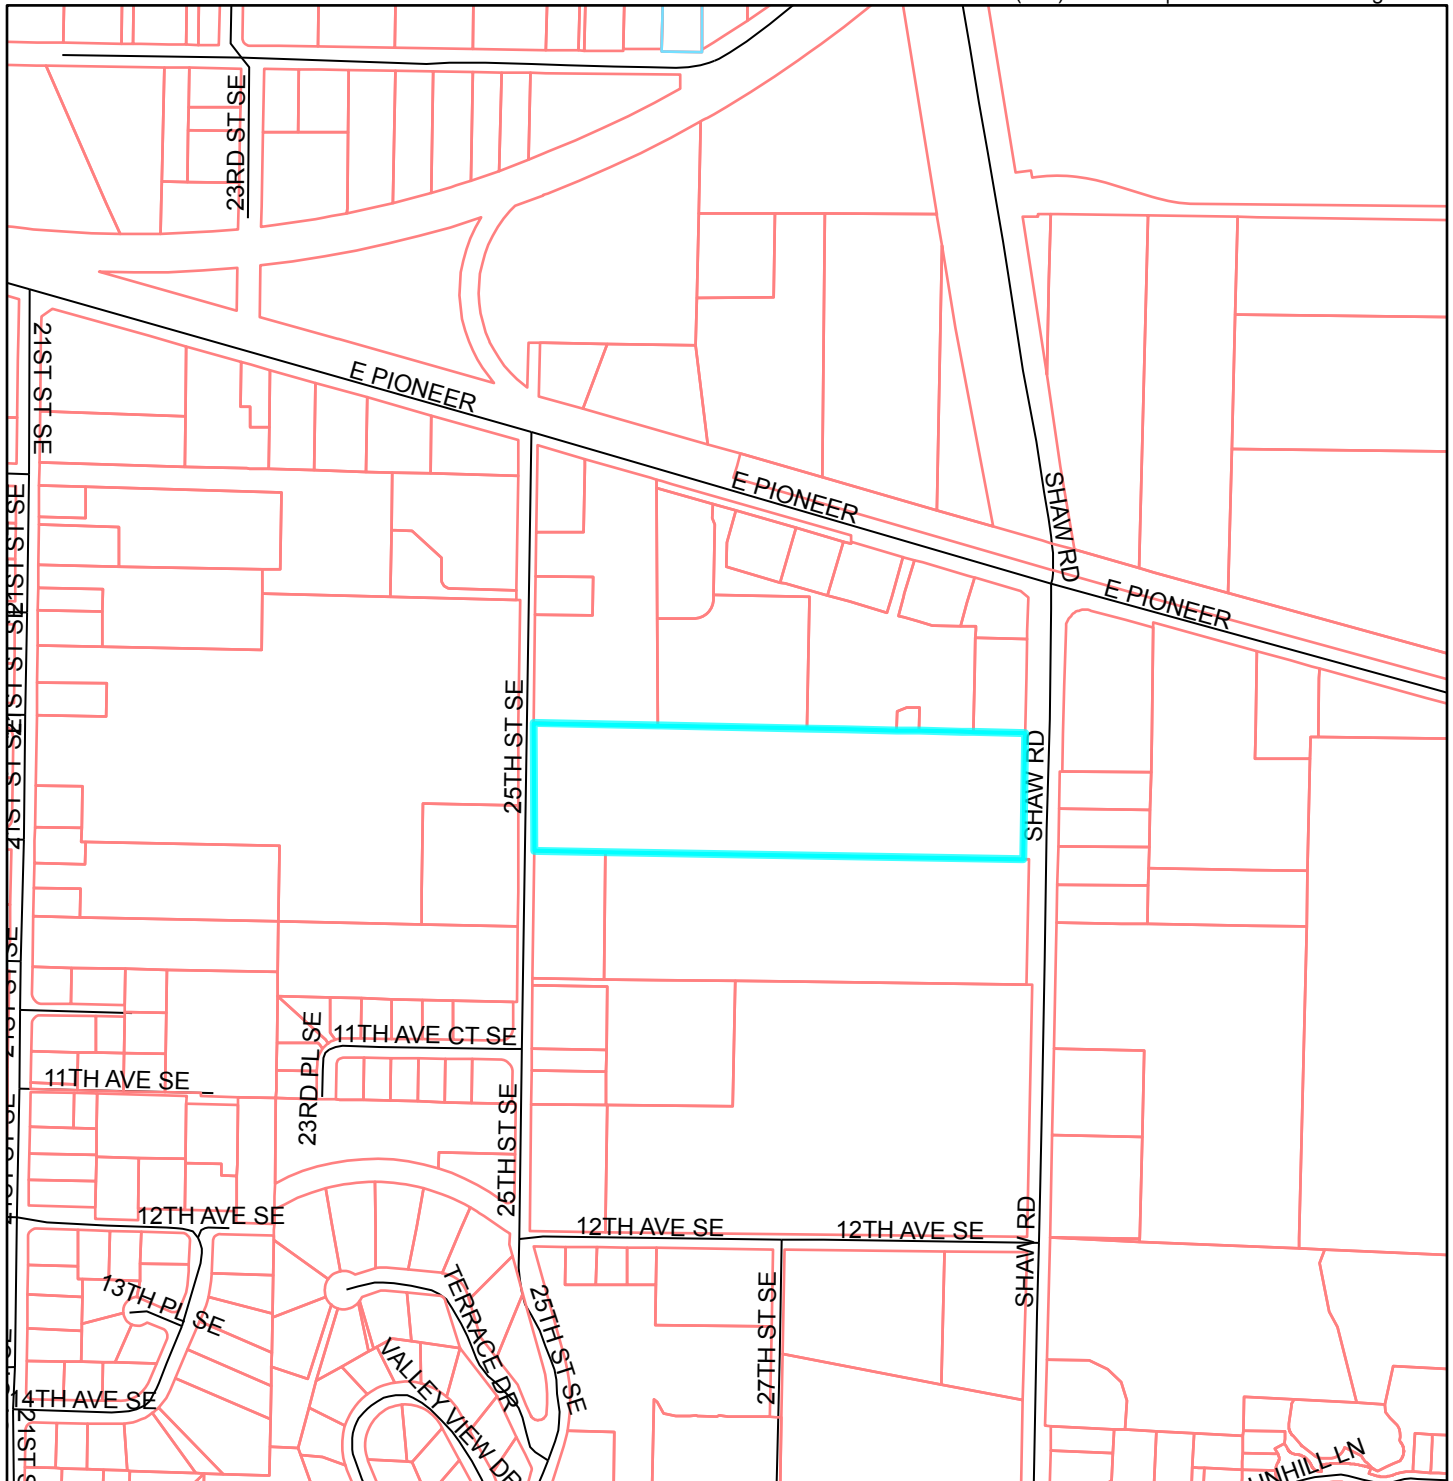 23RD ST SE
21ST ST SE
E PIONEER
E PIONEER
SHAW RD
E PIONEER
25TH ST SE
SHAW RD
23RD PL SE
11TH AVE CT SE
11TH AVE SE
25TH ST SE
12TH AVE SE
12TH AVE SE
12TH AVE SE
SHAW RD
13TH PL SE
TERRACE DR
25TH ST SE
27TH ST SE
VALLEY VIEW DR
14TH AVE SE
21ST S
UNHILL LN